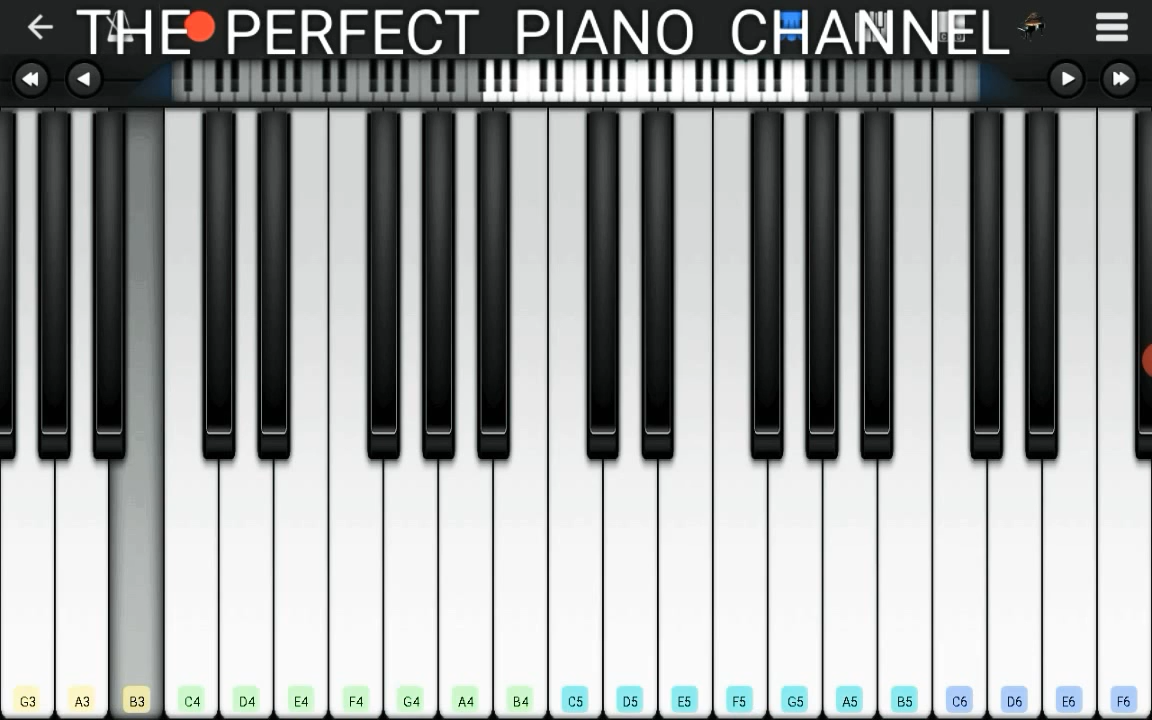 THE PERFECT PIANO CHANNEL
G3 A3 B3 C4 D4 E4 F4 G4 A4 B4 C5 D5 E5 F5 G5 A5 B5 C6 D6 E6 F6